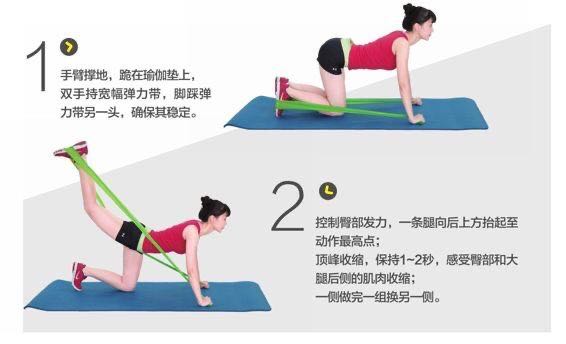 1
手臂撑地，跪在瑜伽垫上，
双手持宽幅弹力带，脚踩弹
力带另一头，确保其稳定。
2
控制臀部发力，一条腿向后上方抬起至
动作最高点；
顶峰收缩，保持1~2秒，感受臀部和大
腿后侧的肌肉收缩；
一侧做完一组换另一侧。